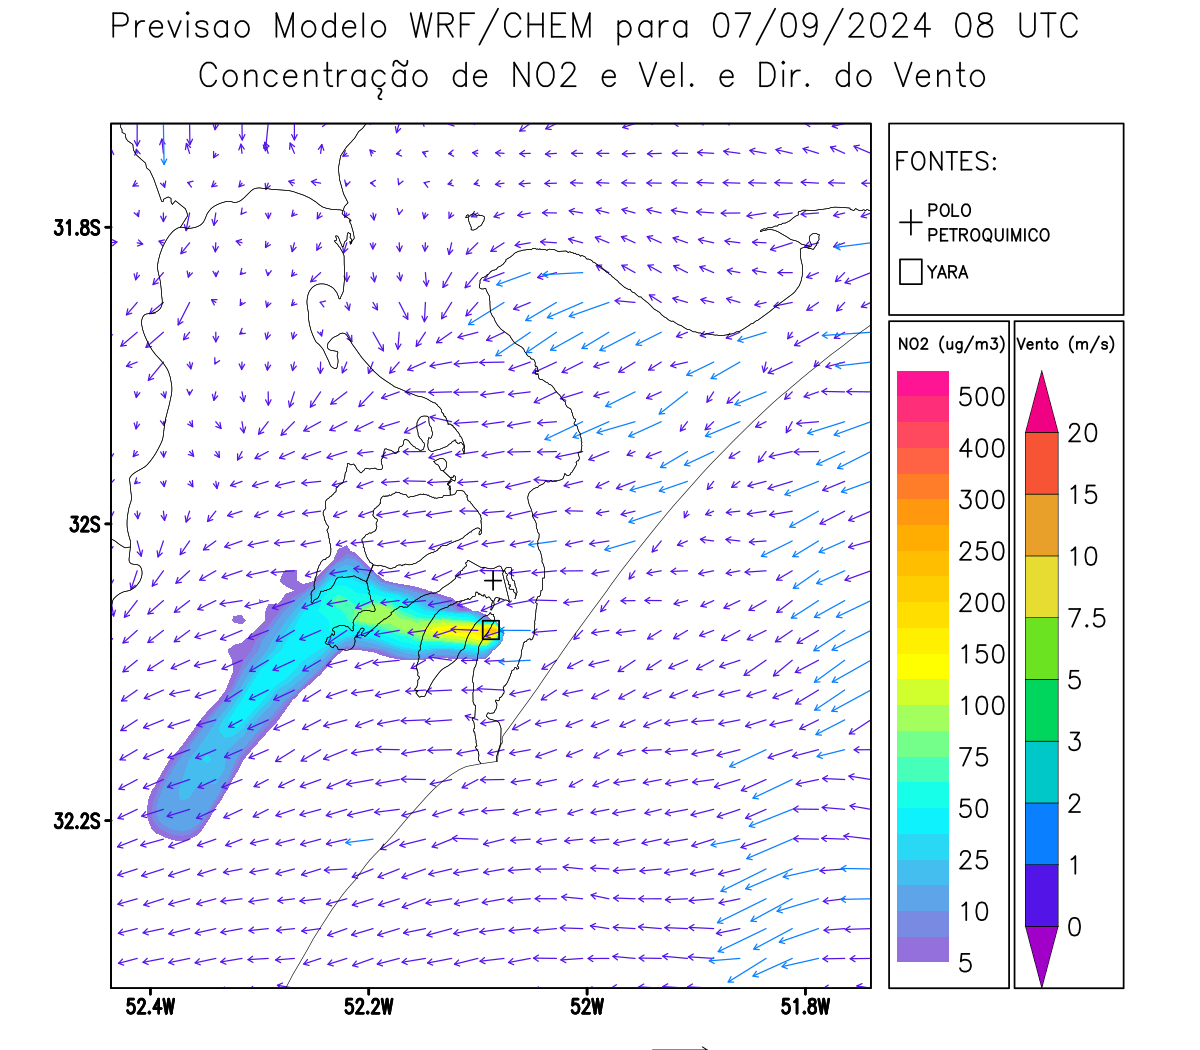 Previsao Modelo WRF/CHEM para 07/09/2024 08 UTC
Concentração de NO2 e Vel. e Dir. do Vento
FONTES:
POLO
PETROQUIMICO
YARA
NO2 (ug/m3)
500
400
300
250
200
150
100
75
50
25
10
5
Vento (m/s)
20
15
10
7.5
5
3
2
1
0
31.8S
32S
32.2S
52.4W
52.2W
52W
51.8W